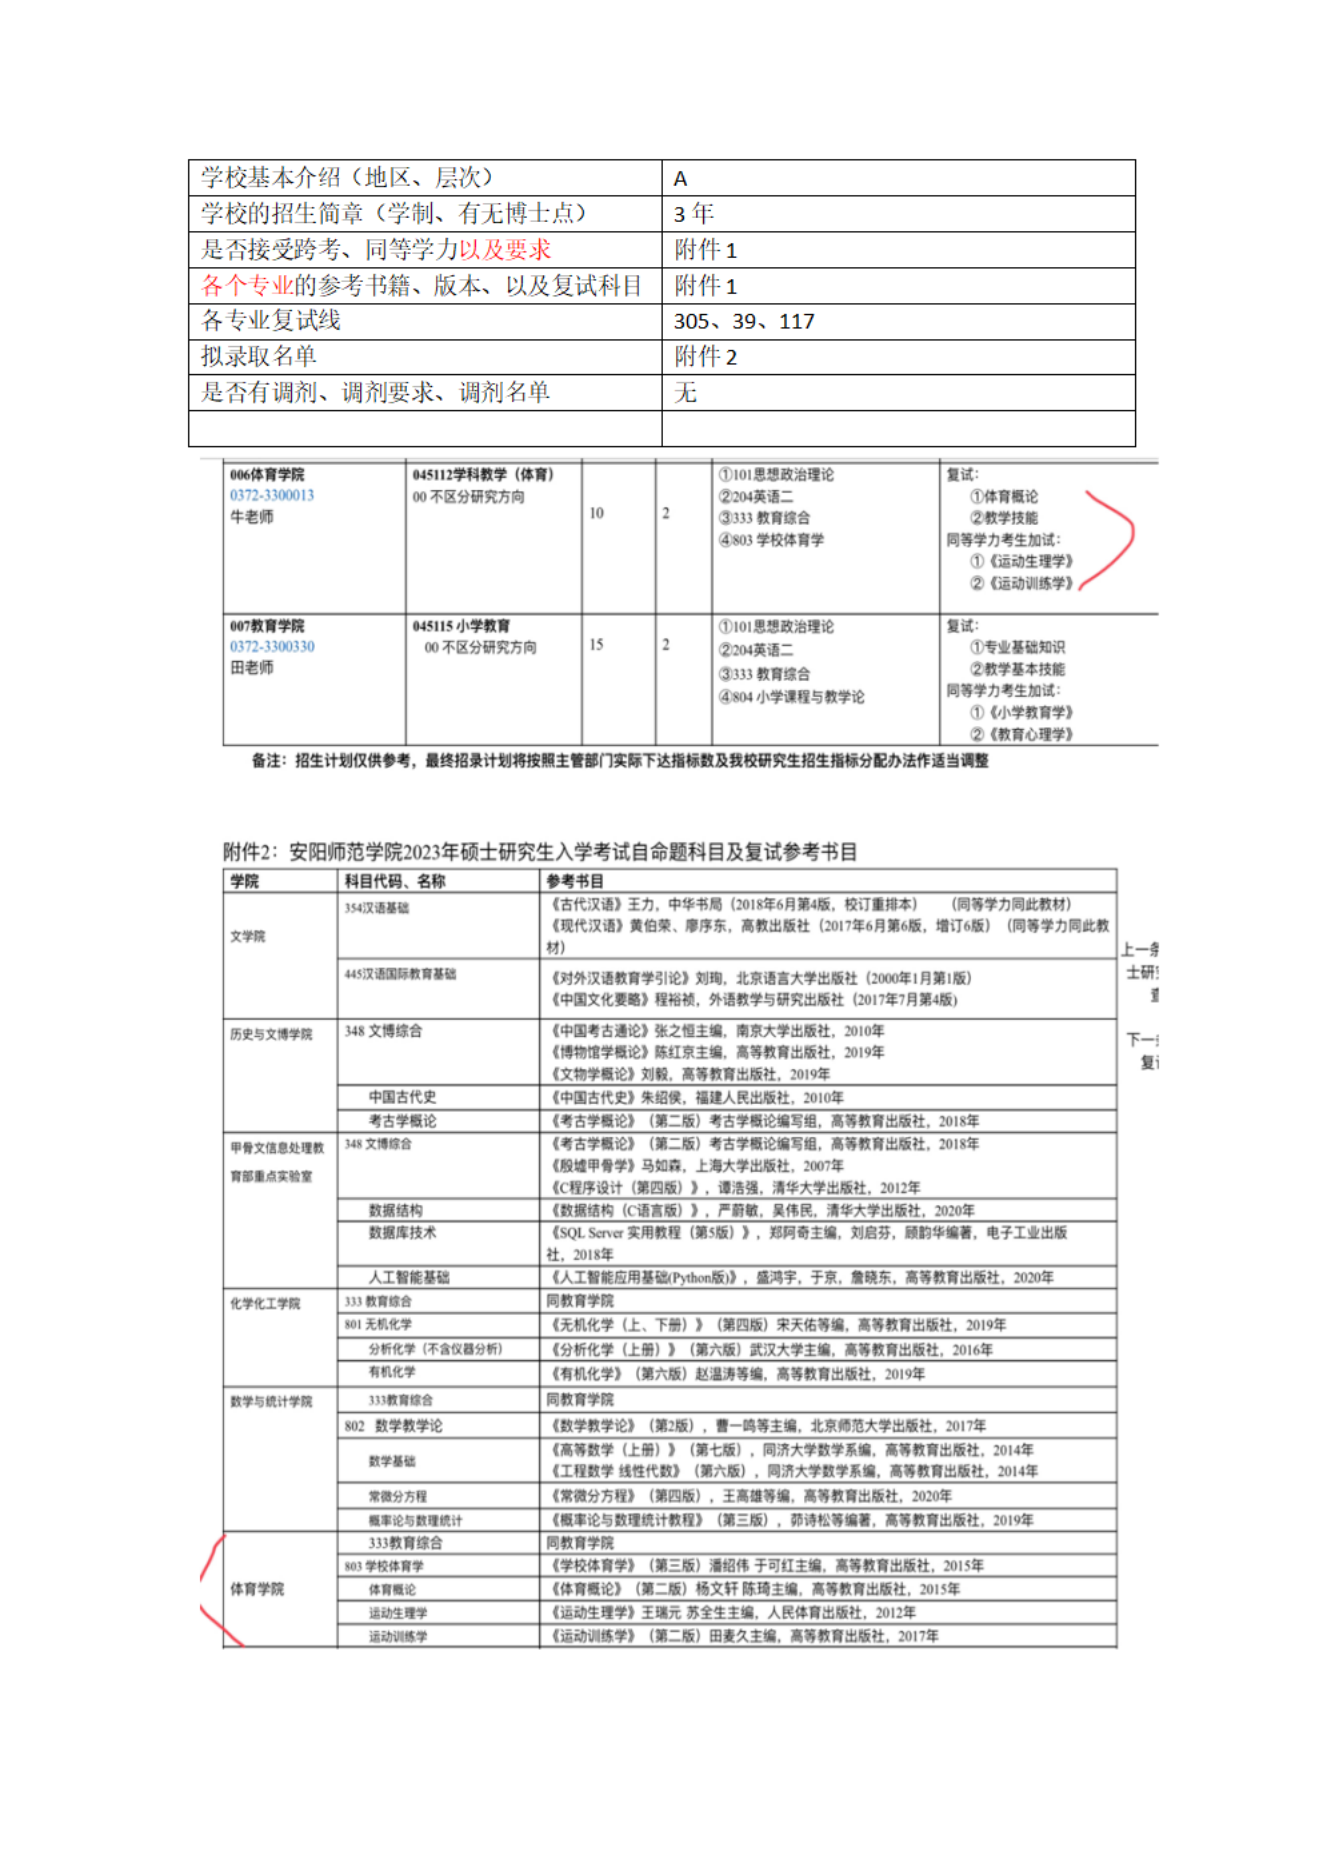 学校基本介绍（地区、层次） A
学校的招生简章（学制、有无博士点） 3 年
是否接受跨考、同等学力以及要求 附件 1
各个专业的参考书籍、版本、以及复试科目 附件 1
各专业复试线 305、39、117
拟录取名单 附件 2
是否有调剂、调剂要求、调剂名单 无
006体育学院 045112学科教学（体育） ①101思想政治理论 复试：
0372-3300013 00 不区分研究方向 ②204英语二 ①体育概论
牛老师 10 2 ③333 教育综合 ②教学技能
④803 学校体育学 同等学力考生加试：
①《运动生理学》
②《运动训练学》
007教育学院 045115 小学教育 ①101思想政治理论 复试：
0372-3300330 00 不区分研究方向 15 2 ②204英语二 ①专业基础知识
田老师 ③333 教育综合 ②教学基本技能
④804 小学课程与教学论 同等学力考生加试：
①《小学教育学》
②《教育心理学》
备注：招生计划仅供参考，最终招录计划将按照主管部门实际下达指标数及我校研究生招生指标分配办法作适当调整
附件2：安阳师范学院2023年硕士研究生入学考试自命题科目及复试参考书目
学院 科目代码、名称 参考书目
文学院 354汉语基础 《古代汉语》王力，中华书局（2018年6月第4版，校订重排本） （同等学力同此教材）
《现代汉语》黄伯荣、廖序东，高教出版社（2017年6月第6版，增订6版）（同等学力同此教
材）
445汉语国际教育基础 《对外汉语教育学引论》刘珣，北京语言大学出版社（2000年1月第1版）
《中国文化要略》程裕祯，外语教学与研究出版社（2017年7月第4版)
上一条
士研究
查
下一条
复试
历史与文博学院 348 文博综合 《中国考古通论》张之恒主编，南京大学出版社，2010年
《博物馆学概论》陈红京主编，高等教育出版社，2019年
《文物学概论》刘毅，高等教育出版社，2019年
中国古代史 《中国古代史》朱绍侯，福建人民出版社，2010年
考古学概论 《考古学概论》（第二版）考古学概论编写组，高等教育出版社，2018年
甲骨文信息处理教 348 文博综合 《考古学概论》（第二版）考古学概论编写组，高等教育出版社，2018年
育部重点实验室 《殷墟甲骨学》马如森，上海大学出版社，2007年
《C程序设计（第四版）》，谭浩强，清华大学出版社，2012年
数据结构 《数据结构（C语言版）》，严蔚敏，吴伟民，清华大学出版社，2020年
数据库技术 《SQL Server 实用教程（第5版）》，郑阿奇主编，刘启芬，顾韵华编著，电子工业出版
社，2018年
人工智能基础 《人工智能应用基础(Python版)》，盛鸿宇，于京，詹晓东，高等教育出版社，2020年
化学化工学院 333 教育综合 同教育学院
801 无机化学 《无机化学（上、下册）》（第四版）宋天佑等编，高等教育出版社，2019年
分析化学（不含仪器分析） 《分析化学（上册）》（第六版）武汉大学主编，高等教育出版社，2016年
有机化学 《有机化学》（第六版）赵温涛等编，高等教育出版社，2019年
数学与统计学院 333教育综合 同教育学院
802 数学教学论 《数学教学论》（第2版），曹一鸣等主编，北京师范大学出版社，2017年
数学基础 《高等数学（上册）》（第七版），同济大学数学系编，高等教育出版社，2014年
《工程数学 线性代数》（第六版），同济大学数学系编，高等教育出版社，2014年
常微分方程 《常微分方程》（第四版），王高雄等编，高等教育出版社，2020年
概率论与数理统计 《概率论与数理统计教程》（第三版），茆诗松等编著，高等教育出版社，2019年
体育学院 333教育综合 同教育学院
803 学校体育学 《学校体育学》（第三版）潘绍伟 于可红主编，高等教育出版社，2015年
体育概论 《体育概论》（第二版）杨文轩 陈琦主编，高等教育出版社，2015年
运动生理学 《运动生理学》王瑞元 苏全生主编，人民体育出版社，2012年
运动训练学 《运动训练学》（第二版）田麦久主编，高等教育出版社，2017年